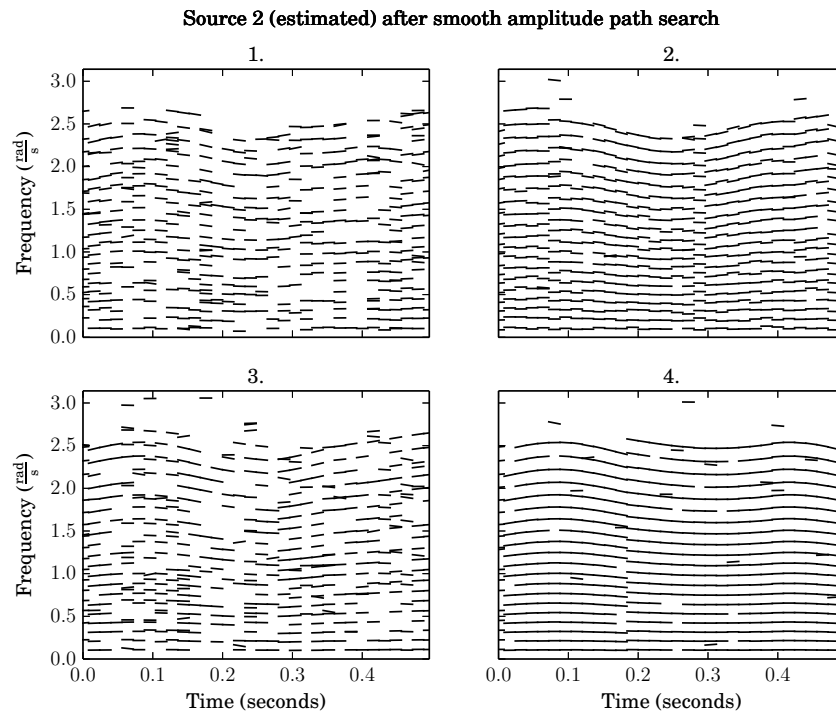 Source 2 (estimated) after smooth amplitude path search
1.
2.
3.0
2.5
2.0
1.5
1.0
0.5
0.0
Frequency (rad/s)
3.
4.
3.0
2.5
2.0
1.5
1.0
0.5
0.0
Frequency (rad/s)
0.0 0.1 0.2 0.3 0.4
0.0 0.1 0.2 0.3 0.4
Time (seconds)
Time (seconds)